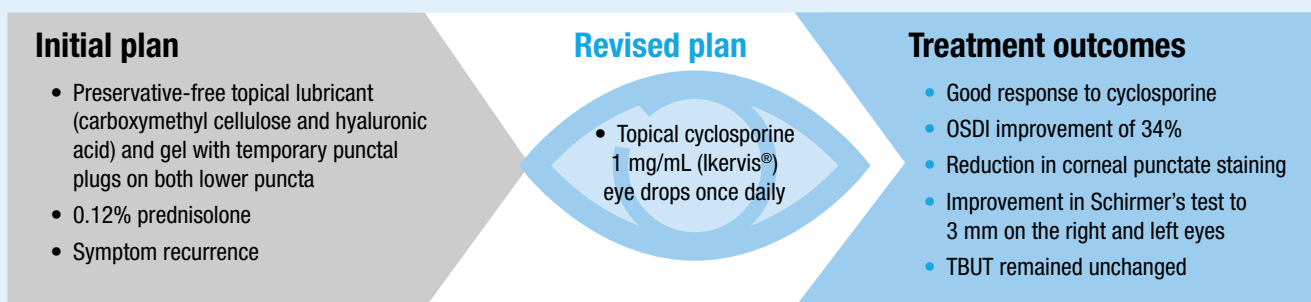 Initial plan
• Preservative-free topical lubricant
(carboxymethyl cellulose and hyaluronic
acid) and gel with temporary punctal
plugs on both lower puncta
• 0.12% prednisolone
• Symptom recurrence
Revised plan
• Topical cyclosporine
1 mg/mL (Ikervis®)
eye drops once daily
Treatment outcomes
• Good response to cyclosporine
• OSDI improvement of 34%
• Reduction in corneal punctate staining
• Improvement in Schirmer’s test to
3 mm on the right and left eyes
• TBUT remained unchanged